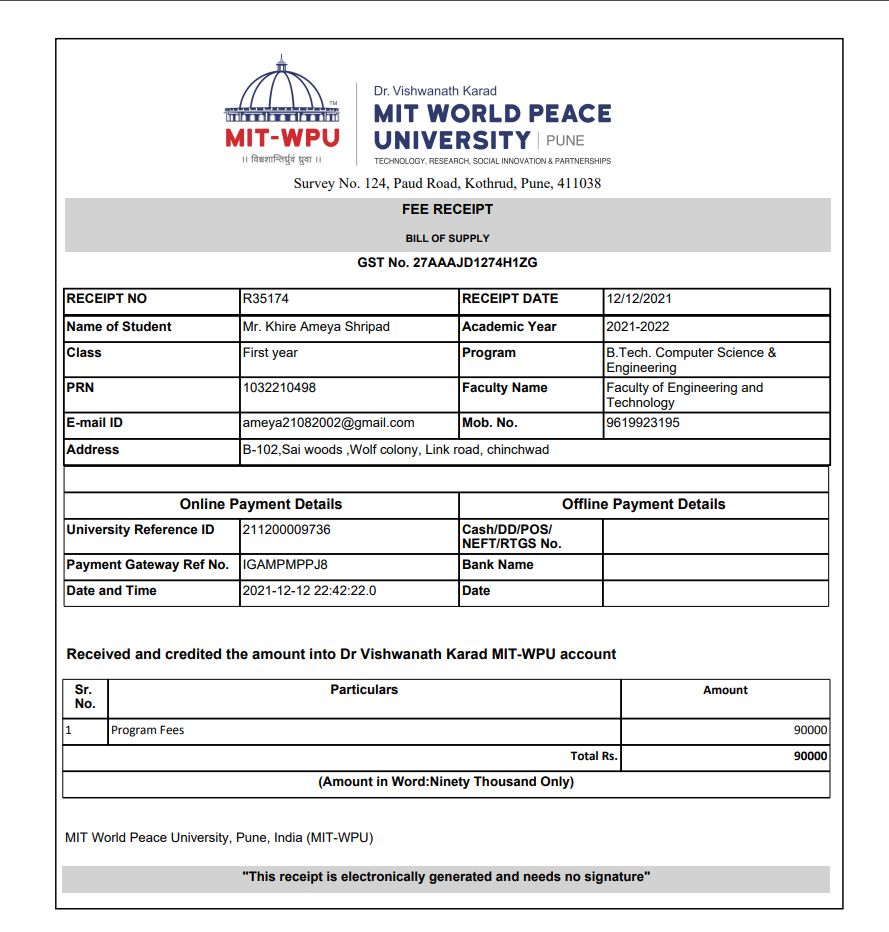 Dr. Vishwanath Karad
MIT WORLD PEACE
UNIVERSITY | PUNE
TECHNOLOGY, RESEARCH, SOCIAL INNOVATION & PARTNERSHIPS
TM
MIT-WPU
॥ विश्वशान्तिर्ध्रुवं ध्रुवा ॥
Survey No. 124, Paud Road, Kothrud, Pune, 411038
FEE RECEIPT
BILL OF SUPPLY
GST No. 27AAAJD1274H1ZG
RECEIPT NO R35174 RECEIPT DATE 12/12/2021
Name of Student Mr. Khire Ameya Shripad Academic Year 2021-2022
Class First year Program B.Tech. Computer Science &
Engineering
PRN 1032210498 Faculty Name Faculty of Engineering and
Technology
E-mail ID ameya21082002@gmail.com Mob. No. 9619923195
Address B-102,Sai woods ,Wolf colony, Link road, chinchwad
Online Payment Details Offline Payment Details
University Reference ID 211200009736 Cash/DD/POS/
NEFT/RTGS No.
Payment Gateway Ref No. IGAMPMPPJ8 Bank Name
Date and Time 2021-12-12 22:42:22.0 Date
Received and credited the amount into Dr Vishwanath Karad MIT-WPU account
Sr.
No. Particulars Amount
1 Program Fees 90000
Total Rs. 90000
(Amount in Word:Ninety Thousand Only)
MIT World Peace University, Pune, India (MIT-WPU)
"This receipt is electronically generated and needs no signature"